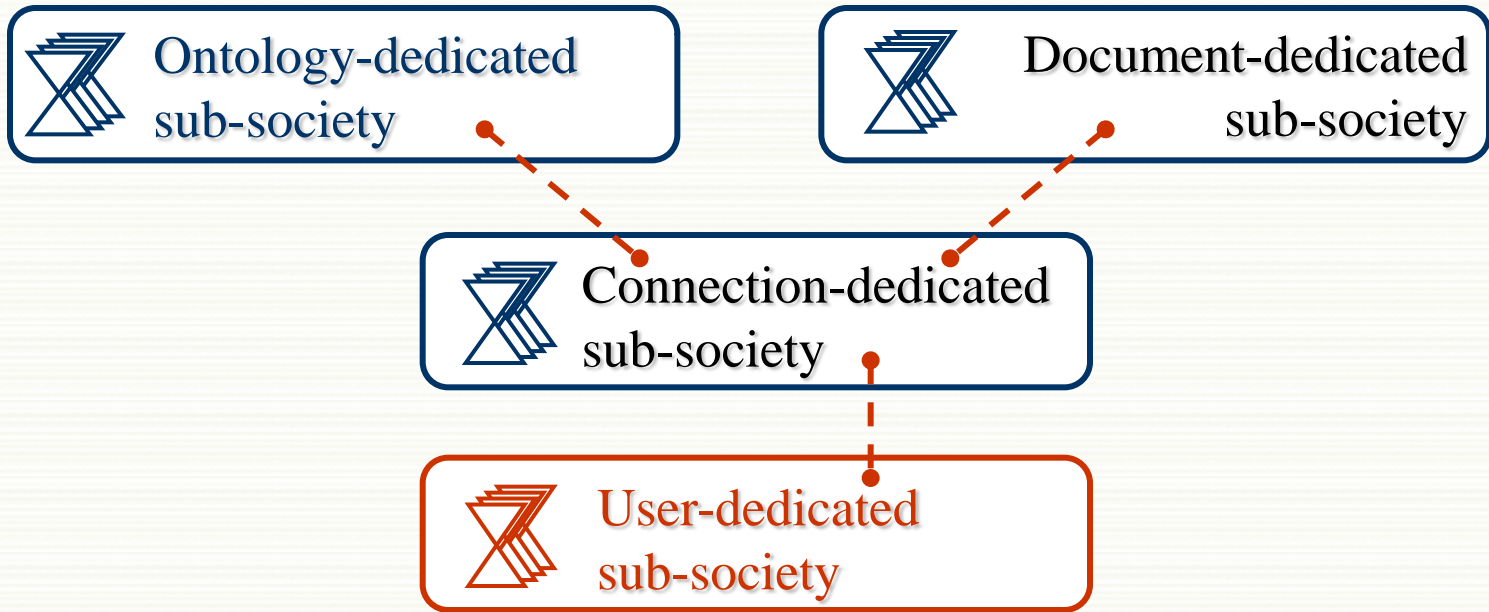 Ontology-dedicated
sub-society
Document-dedicated
sub-society
Connection-dedicated
sub-society
User-dedicated
sub-society